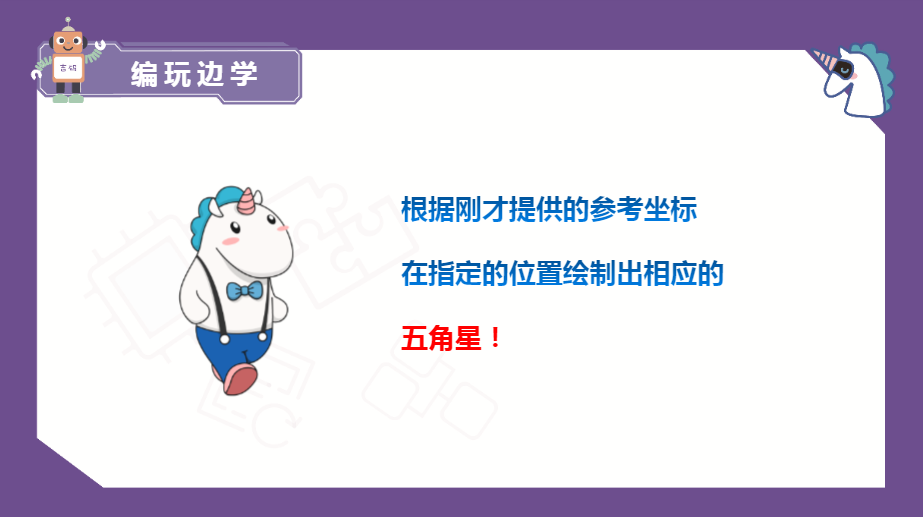 编玩边学
根据刚才提供的参考坐标
在指定的位置绘制出相应的
五角星！